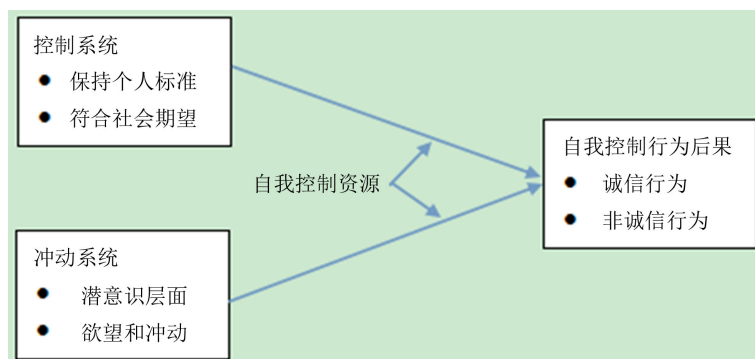 控制系统
● 保持个人标准
● 符合社会期望
自我控制资源
自我控制行为后果
● 诚信行为
● 非诚信行为
冲动系统
● 潜意识层面
● 欲望和冲动